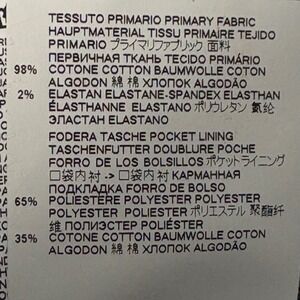 TESSUTO PRIMARIO PRIMARY FABRIC
HAUPTMATERIAL TISSU PRIMAIRE TEJIDO
PRIMARIO プライマリファブリック 面料
ПЕРВИЧНАЯ ТКАНЬ TECIDO PRIMÁRIO
98% COTONE COTTON BAUMWOLLE COTON
ALGODON 綿 棉 ХЛОПОК ALGODÃO
2% ELASTAN ELASTANE-SPANDEX ELASTHAN
ÉLASTHANNE ELASTANO ポリウレタン 氨纶
ЭЛАСТАН ELASTANO
FODERA TASCHE POCKET LINING
TASCHENFUTTER DOUBLURE POCHE
FORRO DE LOS BOLSILLOS ポケットライニング
口袋内衬 -> 口袋内衬 КАРМАННАЯ
ПОДКЛАДКА FORRO DE BOLSO
65% POLIESTERE POLYESTER POLYESTER
POLYESTER POLIESTER ポリエステル 聚酯纤
维 ПОЛИЭСТЕР POLIÉSTER
35% COTONE COTTON BAUMWOLLE COTON
ALGODON 綿 棉 ХЛОПОК ALGODÃO